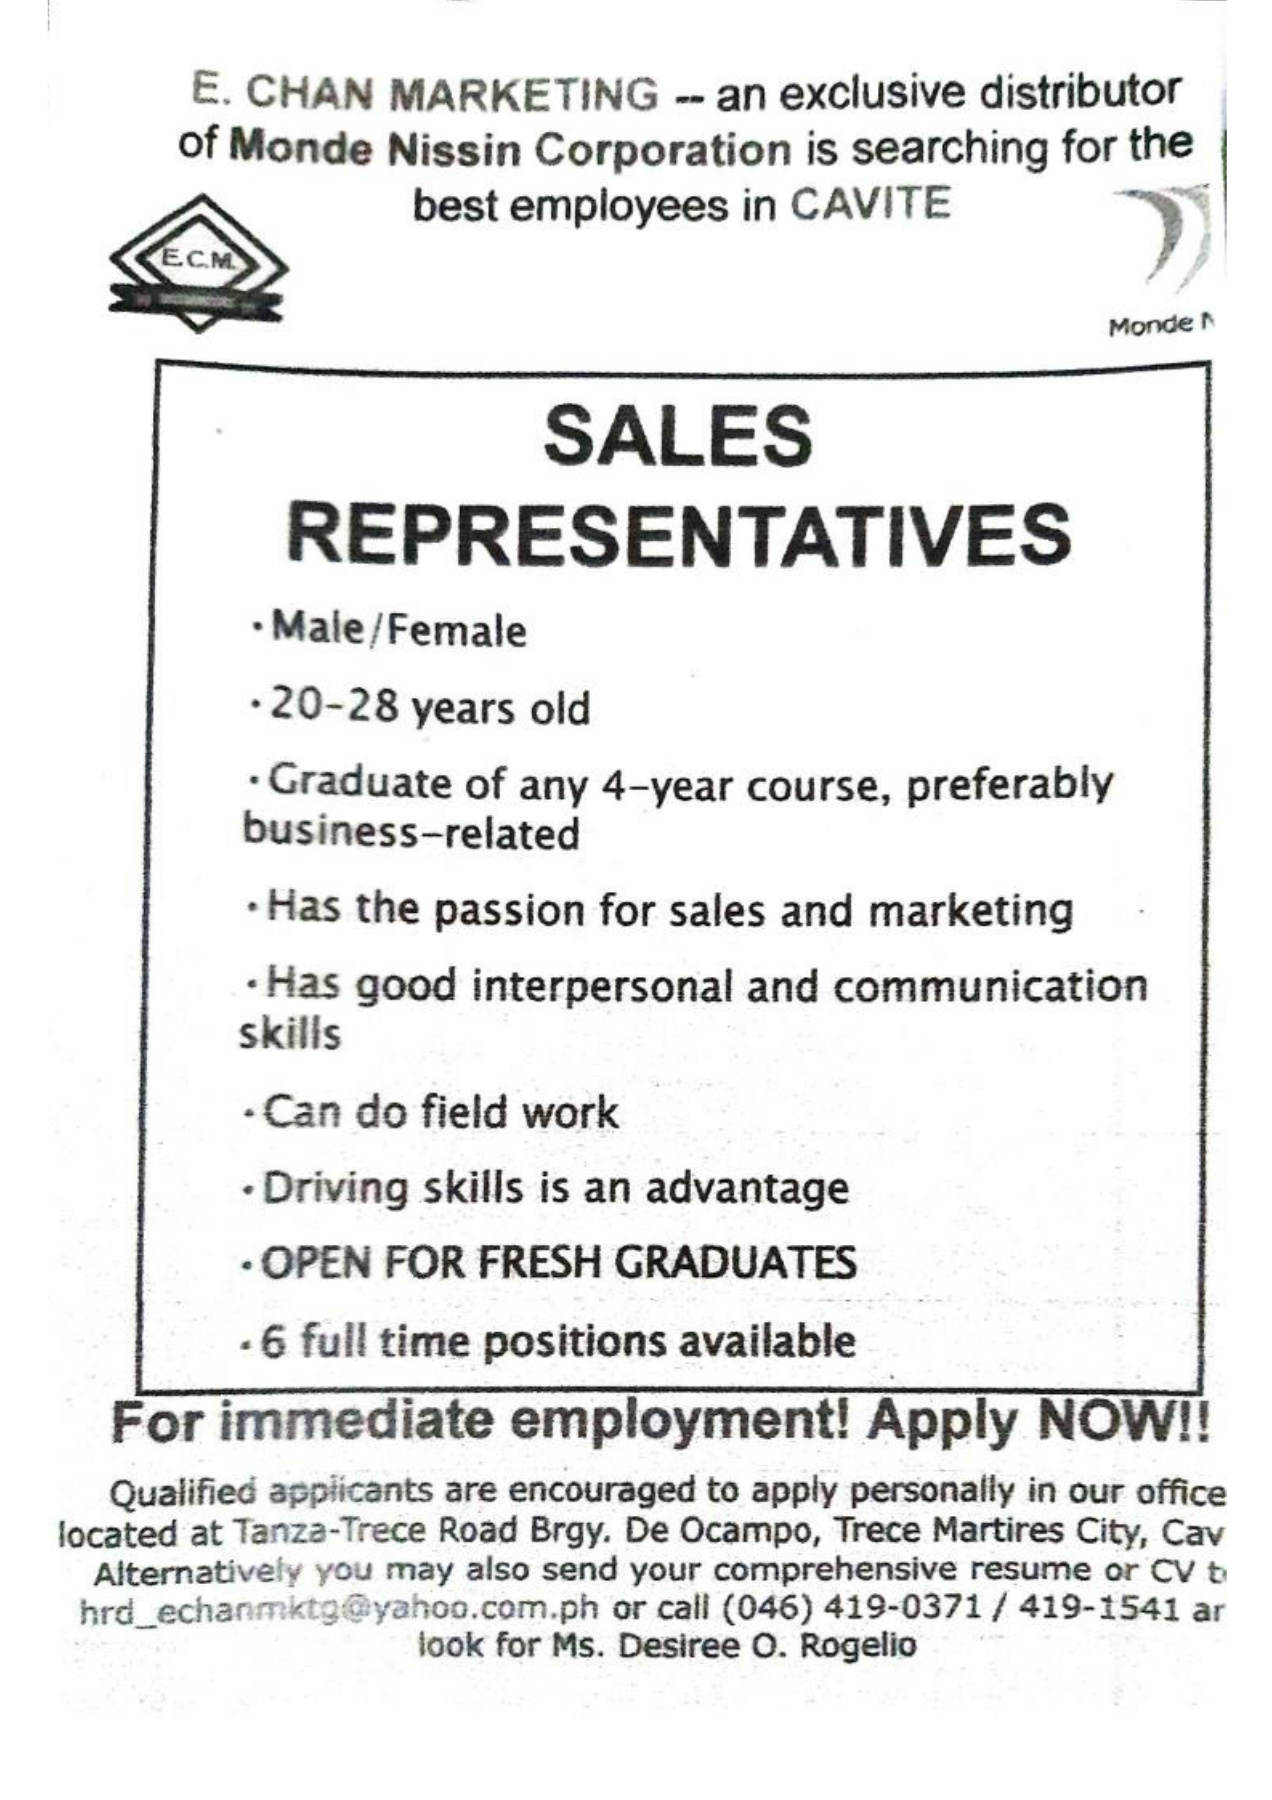 E. CHAN MARKETING -- an exclusive distributor
of Monde Nissin Corporation is searching for the
best employees in CAVITE
E.C.M.
Monde N
SALES
REPRESENTATIVES
· Male/Female
· 20-28 years old
· Graduate of any 4-year course, preferably
business-related
· Has the passion for sales and marketing
· Has good interpersonal and communication
skills
· Can do field work
· Driving skills is an advantage
· OPEN FOR FRESH GRADUATES
· 6 full time positions available
For immediate employment! Apply NOW!!
Qualified applicants are encouraged to apply personally in our office
located at Tanza-Trece Road Brgy. De Ocampo, Trece Martires City, Cav
Alternatively you may also send your comprehensive resume or CV t
hrd_echanmktg@yahoo.com.ph or call (046) 419-0371 / 419-1541 ar
look for Ms. Desiree O. Rogelio